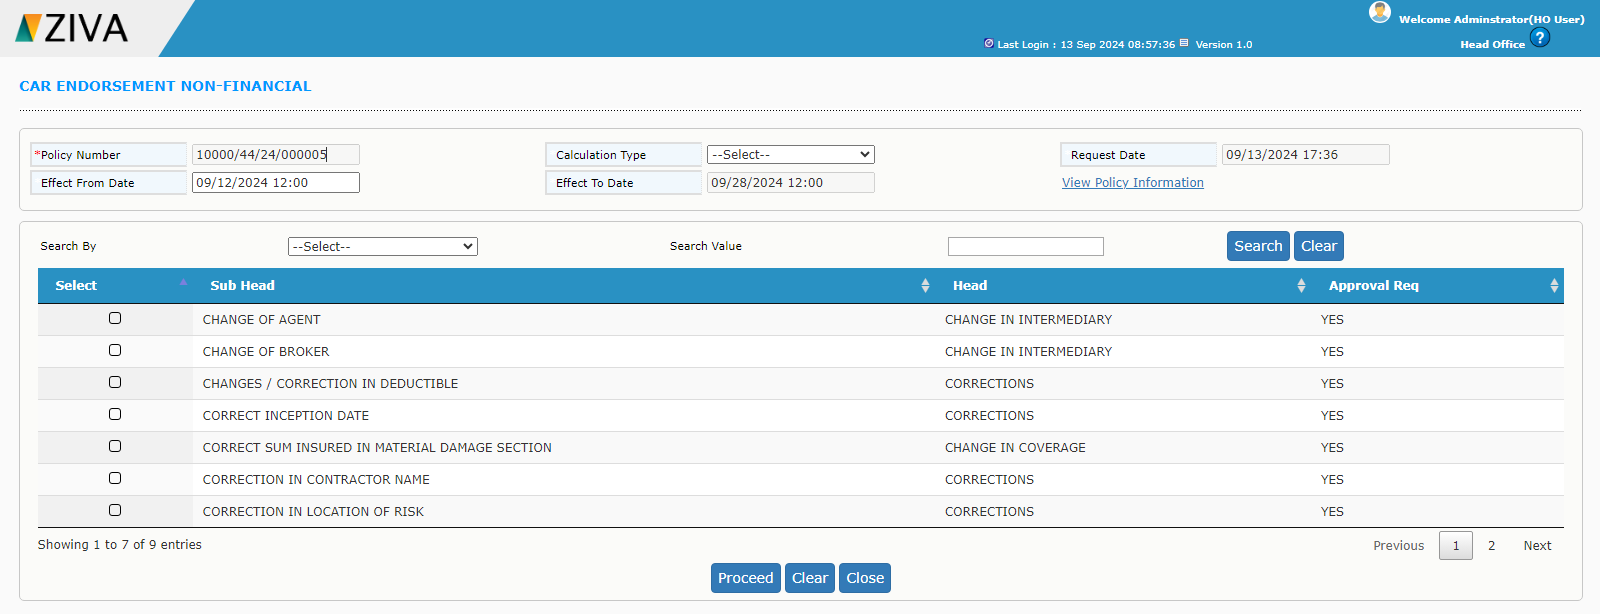 ZIVA
Welcome Adminstrator(HO User)
Last Login : 13 Sep 2024 08:57:36 Version 1.0
Head Office ?
CAR ENDORSEMENT NON-FINANCIAL
*Policy Number 10000/44/24/000005 Calculation Type --Select-- Request Date 09/13/2024 17:36
Effect From Date 09/12/2024 12:00 Effect To Date 09/28/2024 12:00 View Policy Information
Search By --Select-- Search Value Search Clear
Select Sub Head Head Approval Req
CHANGE OF AGENT CHANGE IN INTERMEDIARY YES
CHANGE OF BROKER CHANGE IN INTERMEDIARY YES
CHANGES / CORRECTION IN DEDUCTIBLE CORRECTIONS YES
CORRECT INCEPTION DATE CORRECTIONS YES
CORRECT SUM INSURED IN MATERIAL DAMAGE SECTION CHANGE IN COVERAGE YES
CORRECTION IN CONTRACTOR NAME CORRECTIONS YES
CORRECTION IN LOCATION OF RISK CORRECTIONS YES
Showing 1 to 7 of 9 entries Previous 1 2 Next
Proceed Clear Close